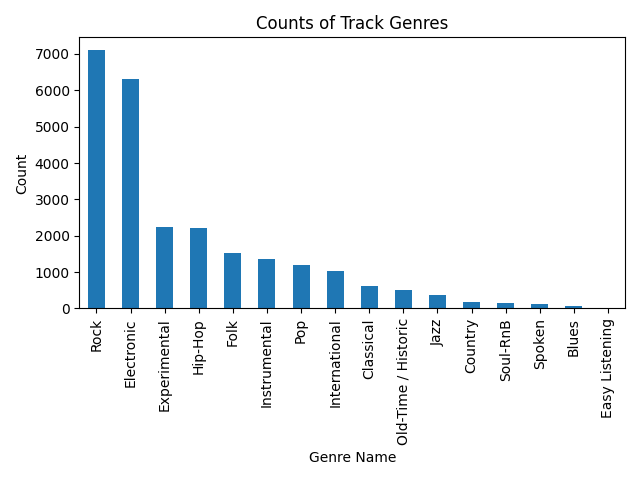 Counts of Track Genres
Count
7000
6000
5000
4000
3000
2000
1000
0
Rock
Electronic
Experimental
Hip-Hop
Folk
Instrumental
Pop
International
Classical
Old-Time / Historic
Jazz
Country
Soul-RnB
Spoken
Blues
Easy Listening
Genre Name